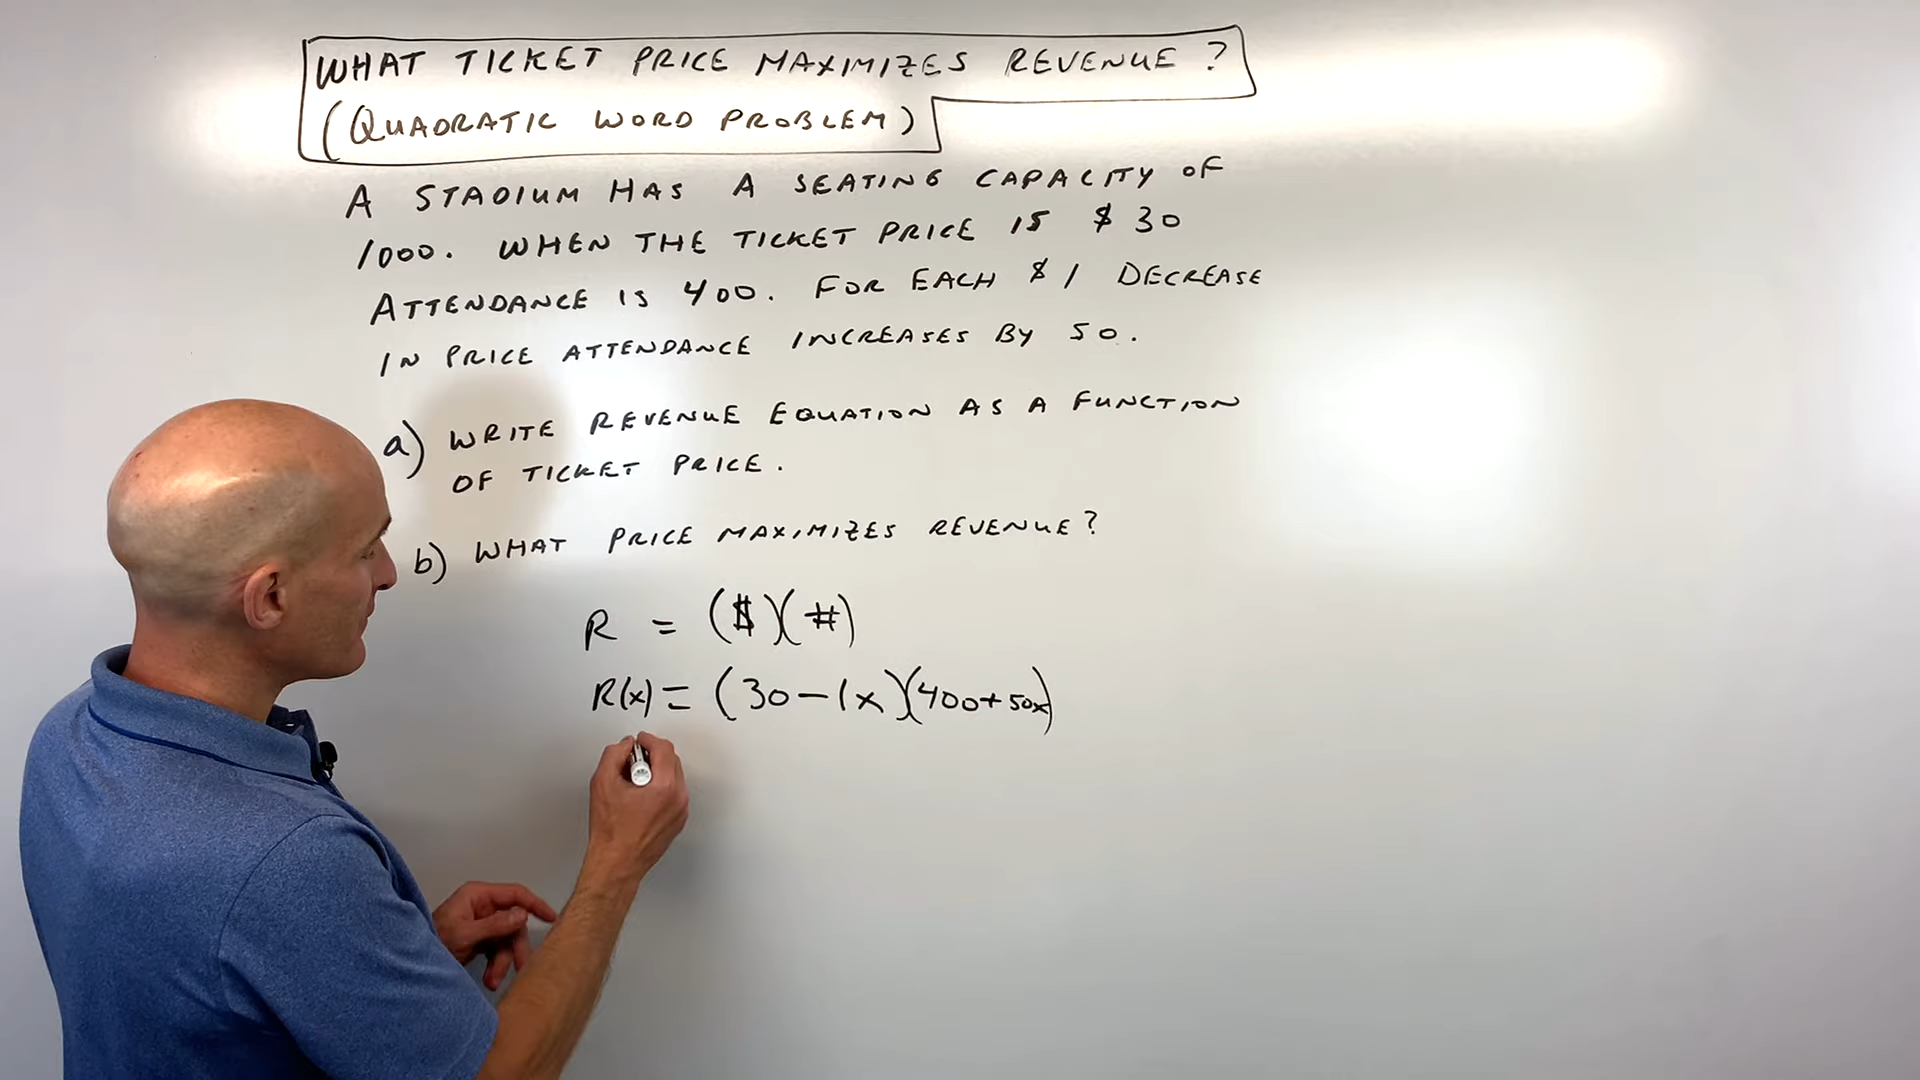 WHAT TICKET PRICE MAXIMIZES REVENUE?
(QUADRATIC WORD PROBLEM)
A STADIUM HAS A SEATING CAPACITY OF
1000. WHEN THE TICKET PRICE IS $30
ATTENDANCE IS 400. FOR EACH $1 DECREASE
IN PRICE ATTENDANCE INCREASES BY 50.
a) WRITE REVENUE EQUATION AS A FUNCTION
OF TICKET PRICE.
b) WHAT PRICE MAXIMIZES REVENUE?
R = ($)(#)
R(x) = (30-1x)(400+50x)